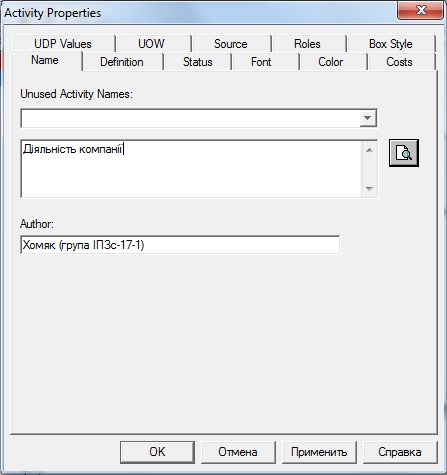 Activity Properties
UDP Values UOW Source Roles Box Style
Name Definition Status Font Color Costs
Unused Activity Names:
Діяльність компанії
Author:
Хомяк (група ІПЗс-17-1)
OK Отмена Применить Справка